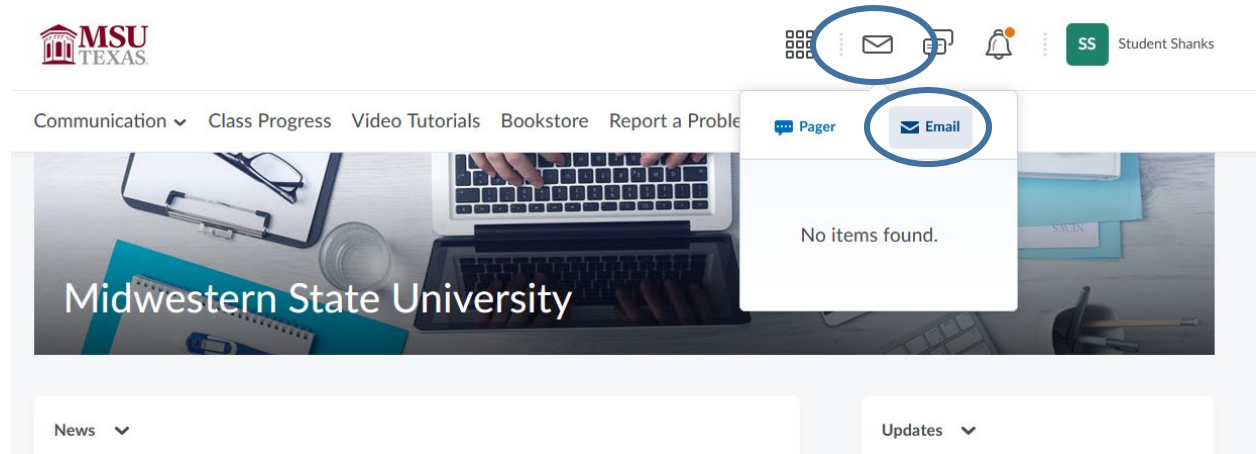 MSU
TEXAS
SS Student Shanks
Communication Class Progress Video Tutorials Bookstore Report a Proble
Pager Email
No items found.
NEWS
Midwestern State University
News Updates